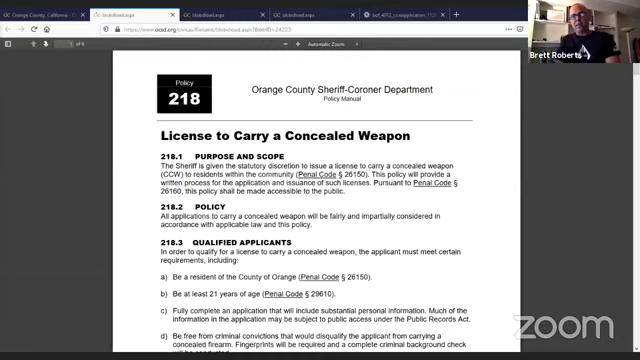 Orange County, California - 
blobdload.aspx
blobdload.aspx
blobdload.aspx
https://www.ocsd.org/civicax/filebank/blobdload.aspx?BlobID=24223
1 of 6
Automatic Zoom
Brett Roberts
Policy
218
Orange County Sheriff-Coroner Department
Policy Manual
License to Carry a Concealed Weapon
218.1 PURPOSE AND SCOPE
The Sheriff is given the statutory discretion to issue a license to carry a concealed weapon
(CCW) to residents within the community (Penal Code § 26150). This policy will provide a
written process for the application and issuance of such licenses. Pursuant to Penal Code §
26160, this policy shall be made accessible to the public.
218.2 POLICY
All applications to carry a concealed weapon will be fairly and impartially considered in
accordance with applicable law and this policy.
218.3 QUALIFIED APPLICANTS
In order to qualify for a license to carry a concealed weapon, the applicant must meet certain
requirements, including:
a) Be a resident of the County of Orange (Penal Code § 26150).
b) Be at least 21 years of age (Penal Code § 29610).
c) Fully complete an application that will include substantial personal information. Much of the
information in the application may be subject to public access under the Public Records Act.
d) Be free from criminal convictions that would disqualify the applicant from carrying a
concealed firearm. Fingerprints will be required and a complete criminal background check
zoom